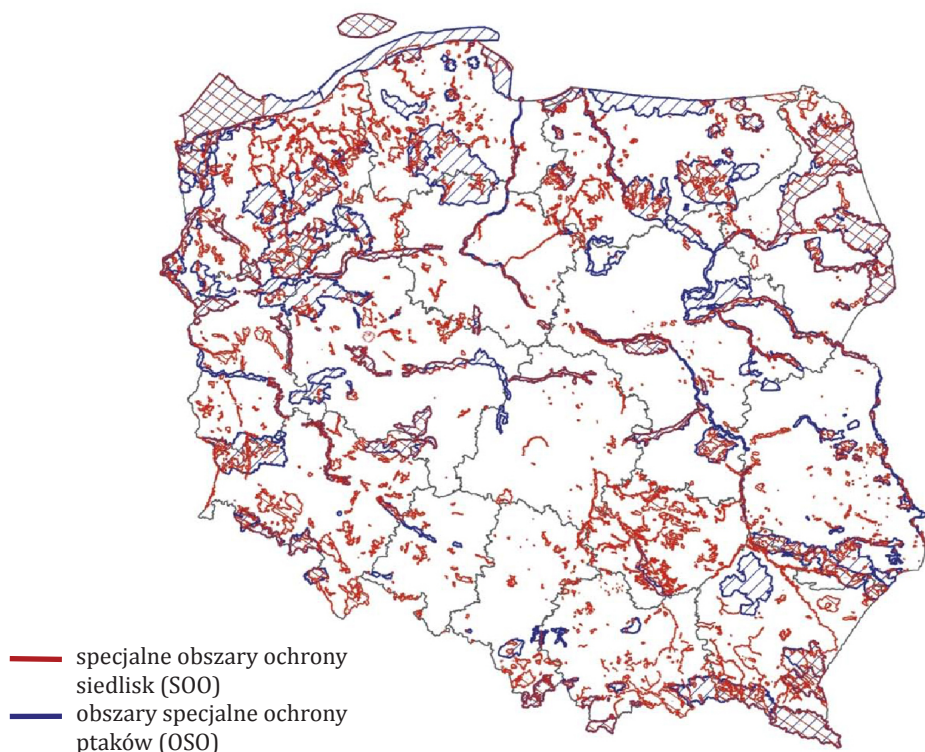 specjalne obszary ochrony
siedlisk (SOO)
obszary specjalne ochrony
ptaków (OSO)